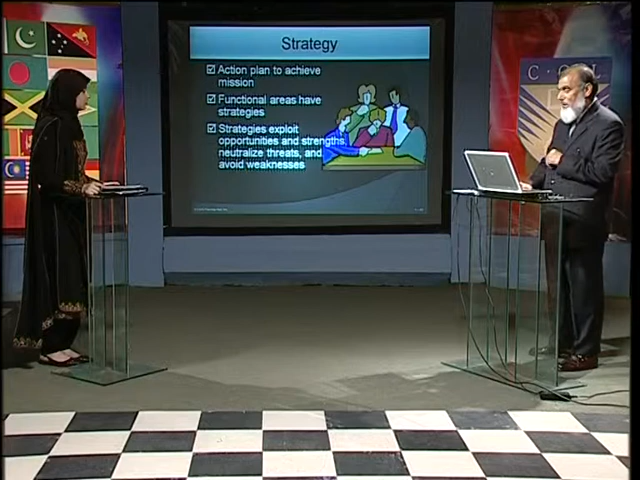 Strategy
Action plan to achieve
mission
Functional areas have
strategies
Strategies exploit
opportunities and strengths,
neutralize threats, and
avoid weaknesses
C O L